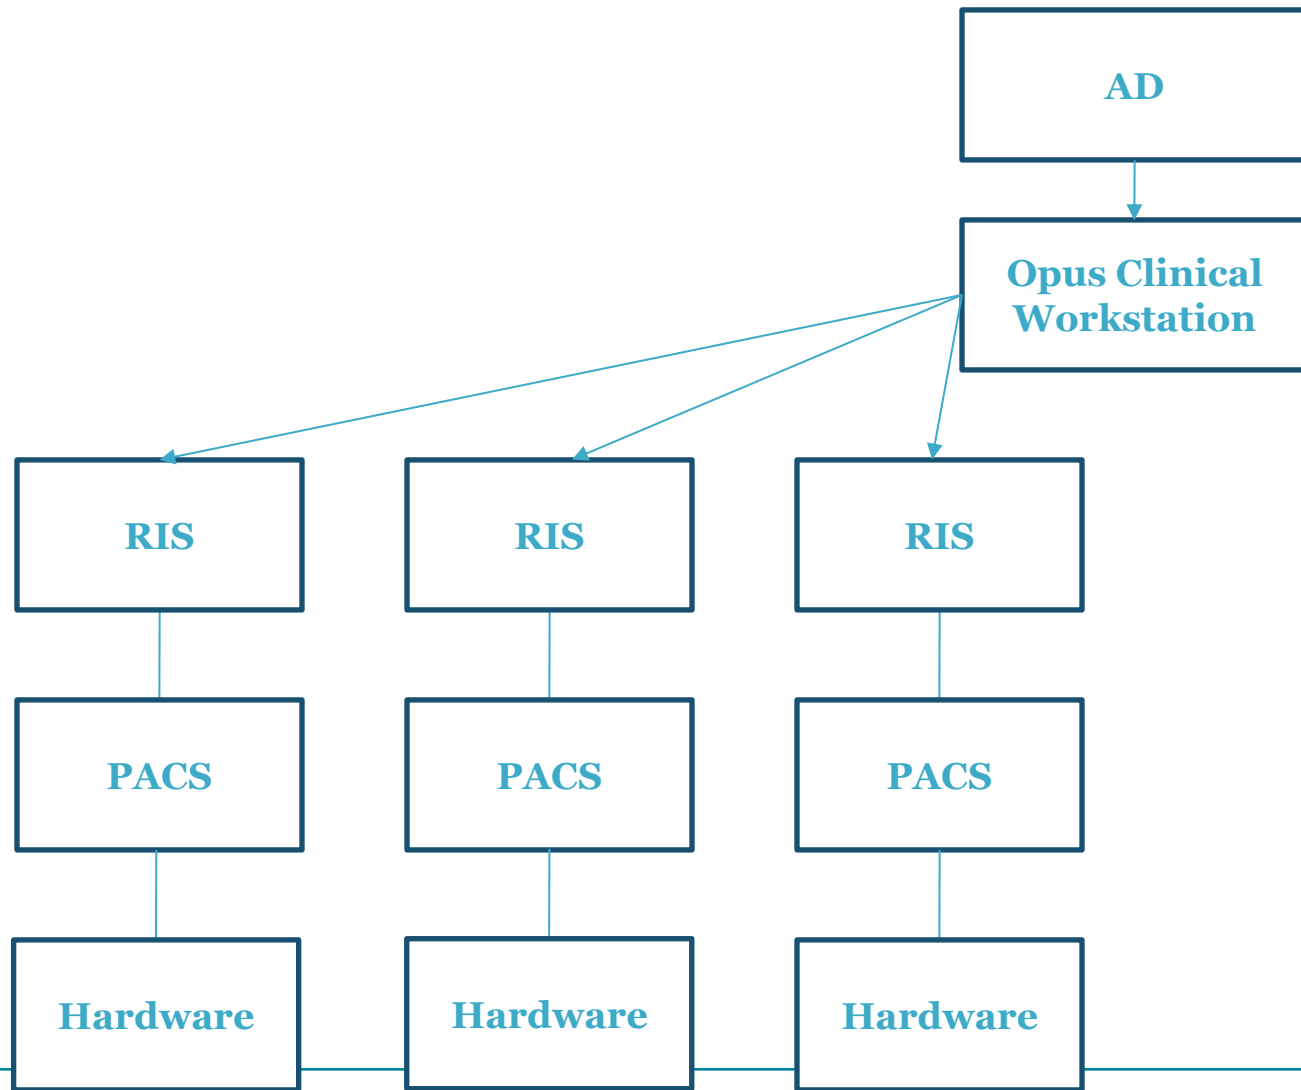 AD
Opus Clinical
Workstation
RIS
RIS
RIS
PACS
PACS
PACS
Hardware
Hardware
Hardware